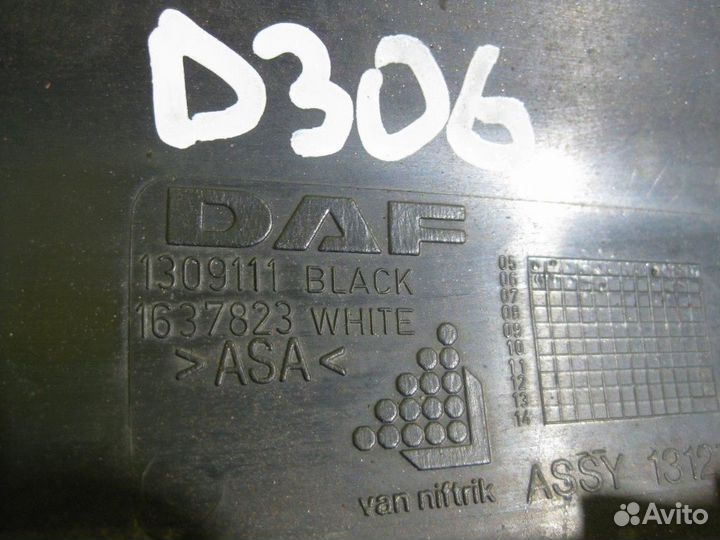 D306
DAF
1309111 BLACK
1637823 WHITE
>ASA<
05
06
07
08
09
10
11
12
13
14
van niftrik
ASSY 1312
Avito